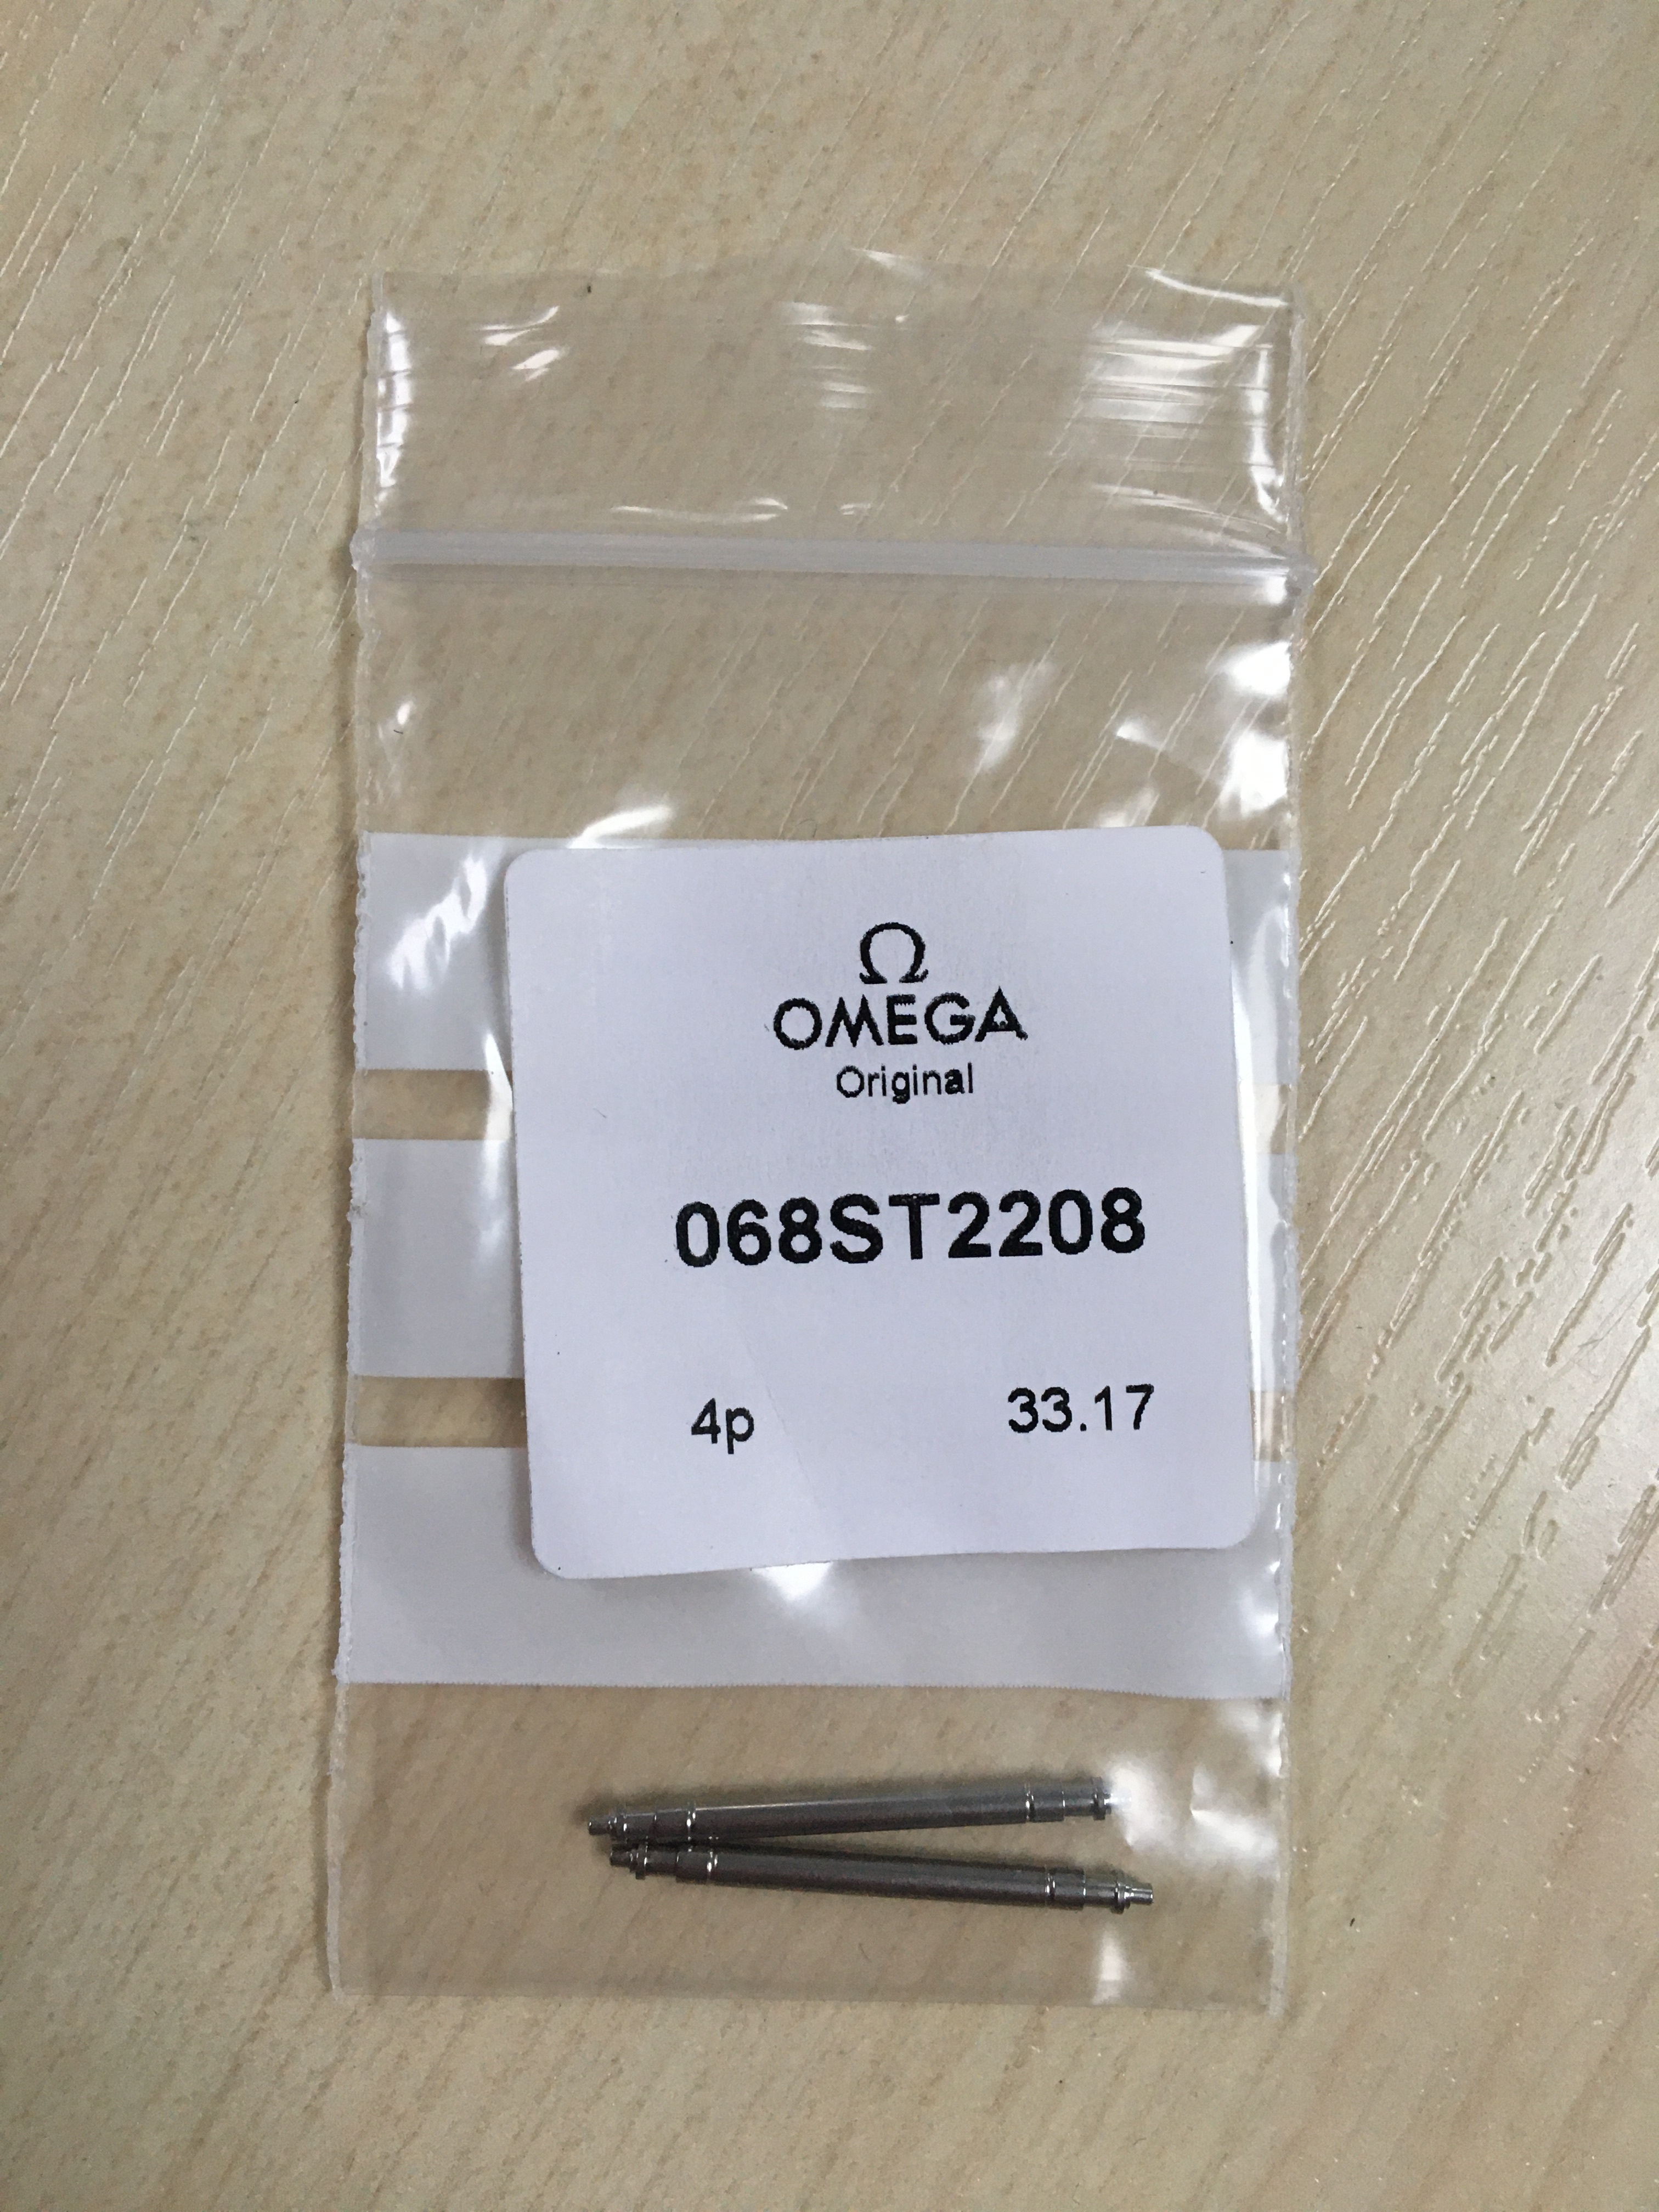 Ω
OMEGA
Original
068ST2208
4p 33.17